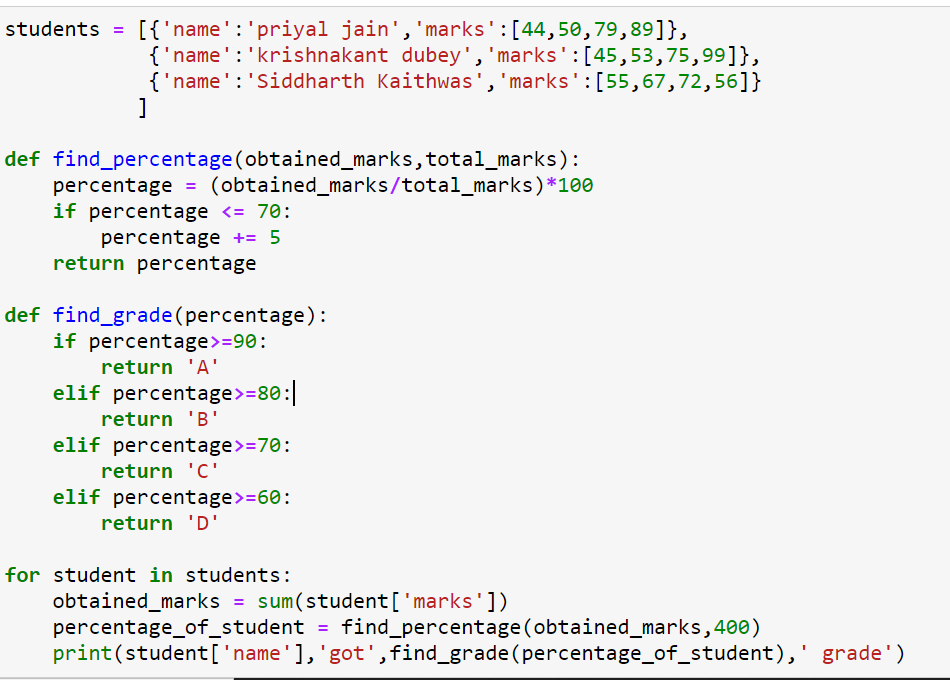 students = [{'name':'priyal jain','marks':[44,50,79,89]},
            {'name':'krishnakant dubey','marks':[45,53,75,99]},
            {'name':'Siddharth Kaithwas','marks':[55,67,72,56]}
           ]

def find_percentage(obtained_marks,total_marks):
    percentage = (obtained_marks/total_marks)*100
    if percentage <= 70:
        percentage += 5
    return percentage

def find_grade(percentage):
    if percentage>=90:
        return 'A'
    elif percentage>=80:
        return 'B'
    elif percentage>=70:
        return 'C'
    elif percentage>=60:
        return 'D'

for student in students:
    obtained_marks = sum(student['marks'])
    percentage_of_student = find_percentage(obtained_marks,400)
    print(student['name'],'got',find_grade(percentage_of_student),' grade')